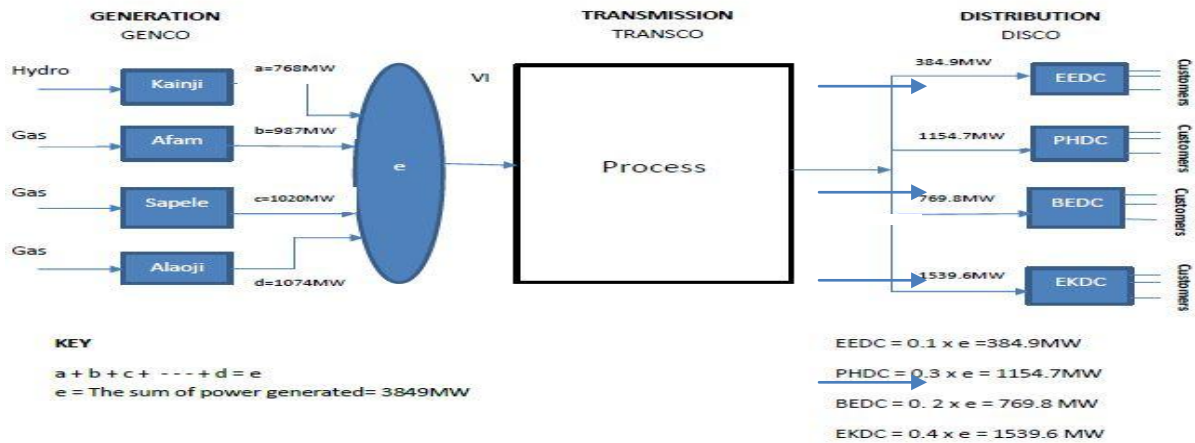 GENERATION
GENCO
TRANSMISSION
TRANSCO
DISTRIBUTION
DISCO
Hydro
Kainji
a=768MW
Gas
Afam
b=987MW
Gas
Sapele
c=1020MW
Gas
Alaoji
d=1074MW
e
VI
Process
384.9MW
EEDC
Customers
1154.7MW
PHDC
Customers
769.8MW
BEDC
Customers
1539.6MW
EKDC
Customers
KEY
a + b + c + - - - + d = e
e = The sum of power generated= 3849MW
EEDC = 0.1 x e =384.9MW
PHDC = 0.3 x e = 1154.7MW
BEDC = 0. 2 x e = 769.8 MW
EKDC = 0.4 x e = 1539.6 MW